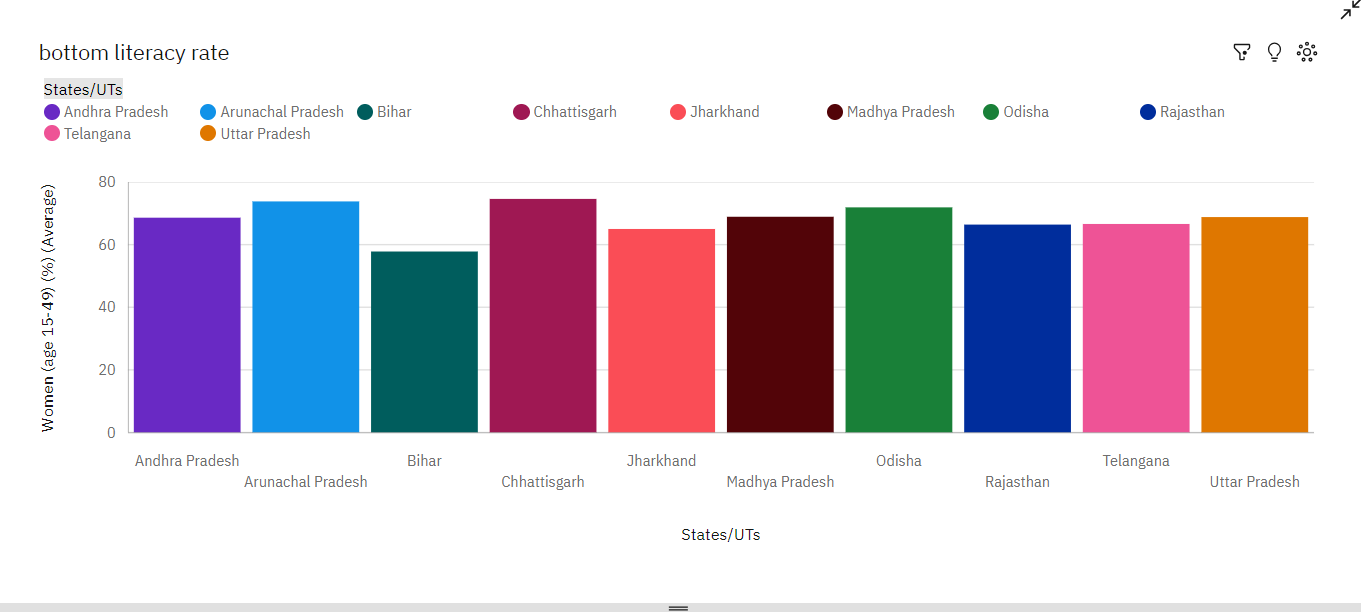 bottom literacy rate
States/UTs
Andhra Pradesh Arunachal Pradesh Bihar Chhattisgarh Jharkhand Madhya Pradesh Odisha Rajasthan
Telangana Uttar Pradesh
Women (age 15-49) (%) (Average)
80
60
40
20
0
Andhra Pradesh Bihar Jharkhand Odisha Telangana
Arunachal Pradesh Chhattisgarh Madhya Pradesh Rajasthan Uttar Pradesh
States/UTs